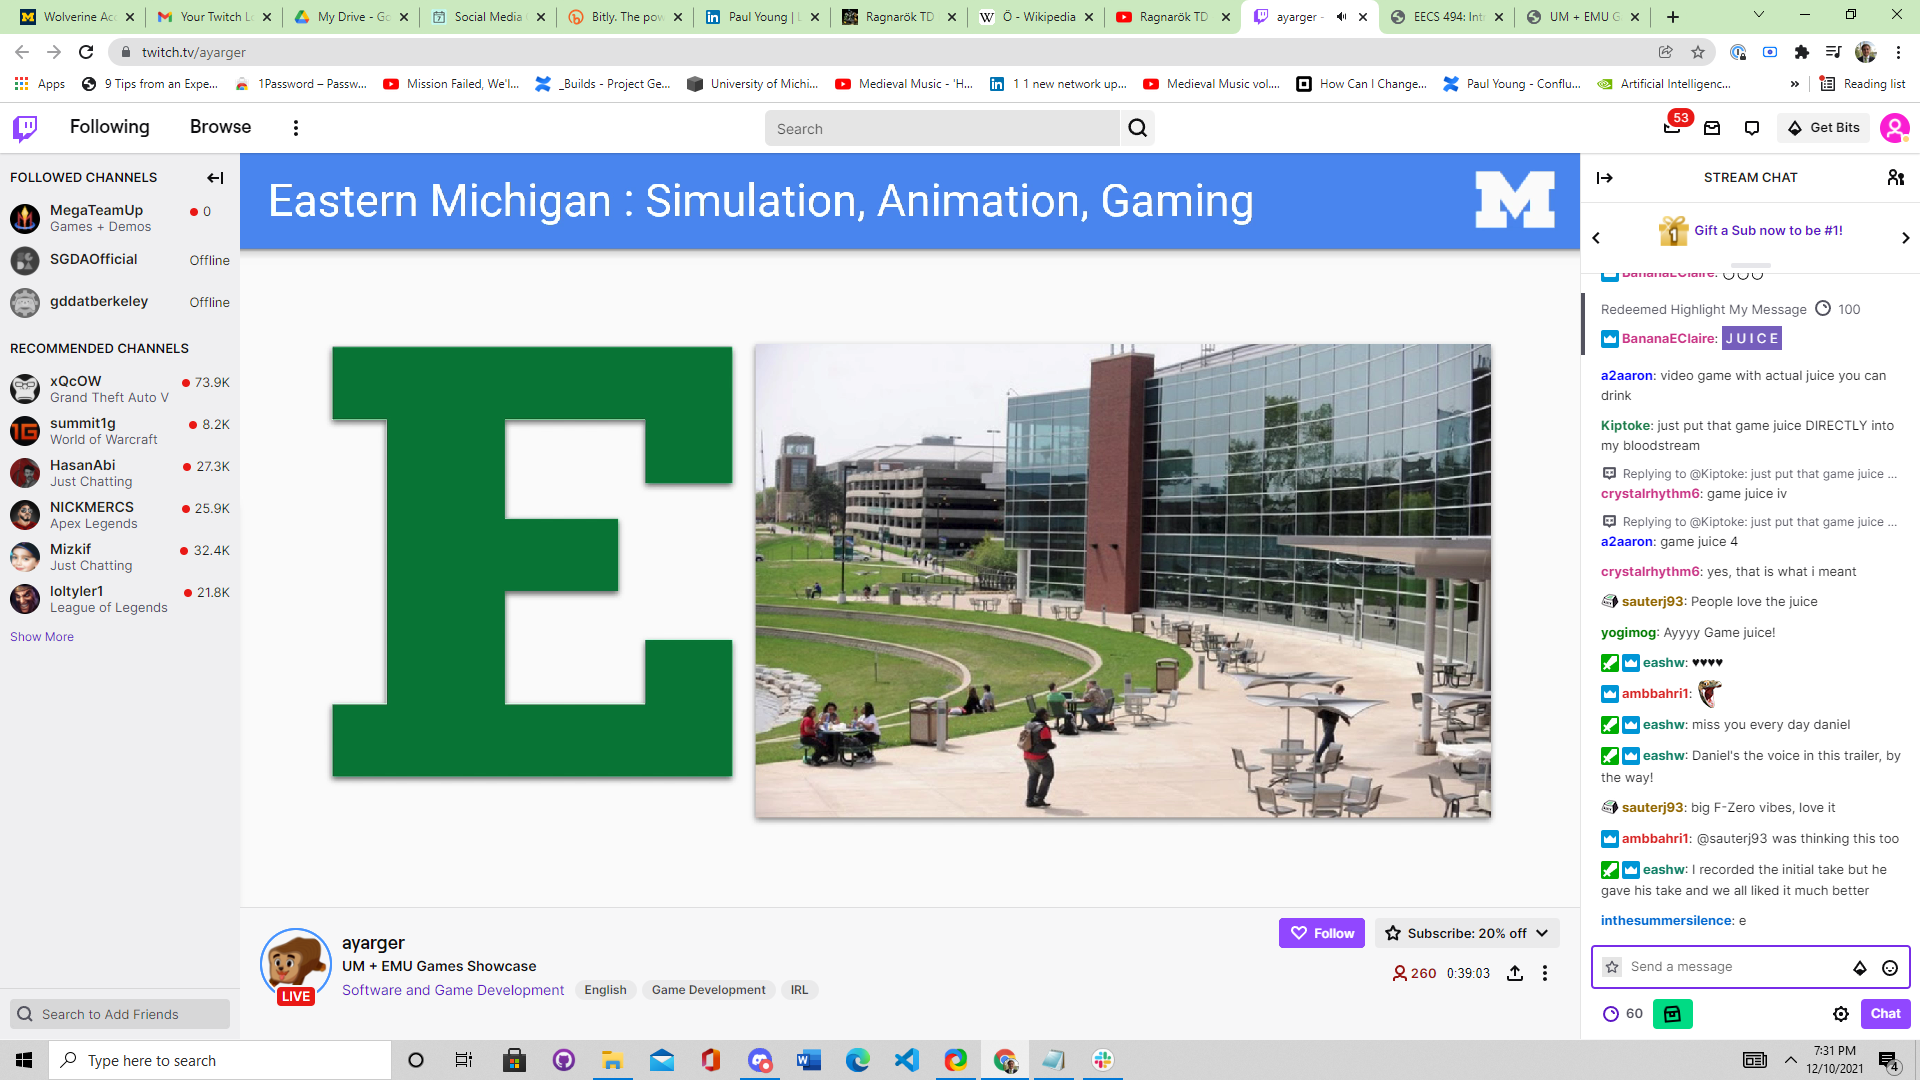 Wolverine Acc
Your Twitch Lo
My Drive - Go
Social Media
Bitly. The pow
Paul Young | L
Ragnarök TD
Ö - Wikipedia
Ragnarök TD
ayarger -
EECS 494: Int
UM + EMU G
twitch.tv/ayarger
Apps
9 Tips from an Expe...
1Password – Passw...
Mission Failed, We'l...
_Builds - Project Ge...
University of Michi...
Medieval Music - 'H...
1 1 new network up...
Medieval Music vol....
How Can I Change...
Paul Young - Conflu...
Artificial Intelligenc...
»
Reading list
Following
Browse
Search
53
Get Bits
FOLLOWED CHANNELS
MegaTeamUp
0
Games + Demos
SGDAOfficial
Offline
gddatberkeley
Offline
RECOMMENDED CHANNELS
xQcOW
73.9K
Grand Theft Auto V
summit1g
8.2K
World of Warcraft
HasanAbi
27.3K
Just Chatting
NICKMERCS
25.9K
Apex Legends
Mizkif
32.4K
Just Chatting
loltyler1
21.8K
League of Legends
Show More
Search to Add Friends
Eastern Michigan : Simulation, Animation, Gaming
M
E
ayarger
UM + EMU Games Showcase
LIVE
Software and Game Development
English
Game Development
IRL
Follow
Subscribe: 20% off
260
0:39:03
STREAM CHAT
1
Gift a Sub now to be #1!
BananaEClaire:
Redeemed Highlight My Message 100
BananaEClaire: J U I C E
a2aaron: video game with actual juice you can
drink
Kiptoke: just put that game juice DIRECTLY into
my bloodstream
Replying to @Kiptoke: just put that game juice ...
crystalrhythm6: game juice iv
Replying to @Kiptoke: just put that game juice ...
a2aaron: game juice 4
crystalrhythm6: yes, that is what i meant
sauterj93: People love the juice
yogimog: Ayyyy Game juice!
eashw: ♥♥♥♥
ambbahri1:
eashw: miss you every day daniel
eashw: Daniel's the voice in this trailer, by
the way!
sauterj93: big F-Zero vibes, love it
ambbahri1: @sauterj93 was thinking this too
eashw: I recorded the initial take but he
gave his take and we all liked it much better
inthesummersilence: e
Send a message
60
Chat
Type here to search
7:31 PM
12/10/2021
4